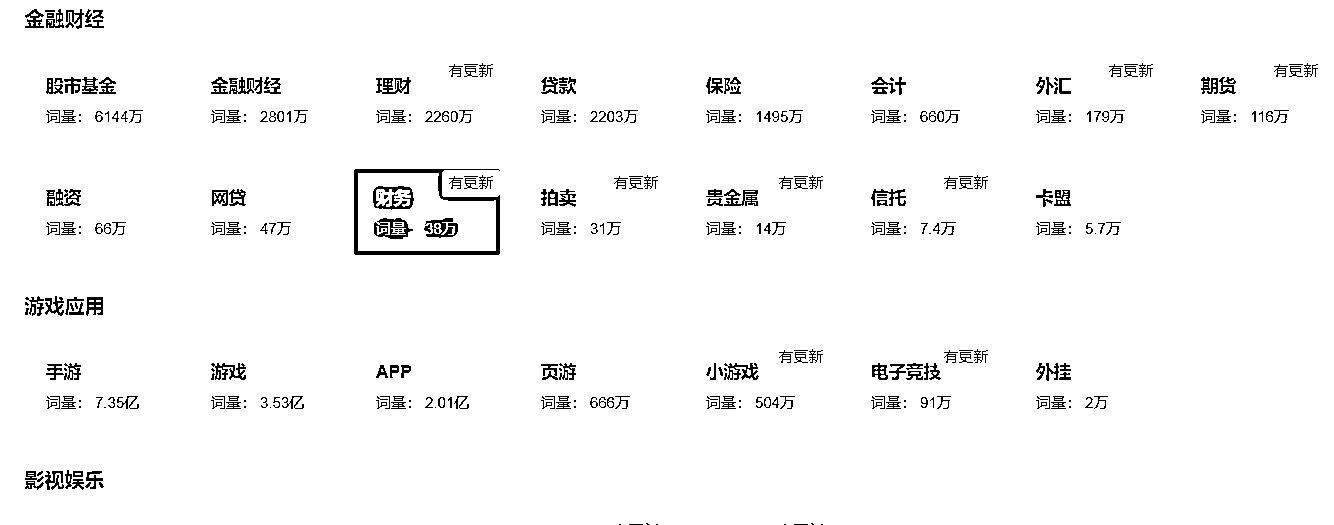 金融财经
有更新 有更新 有更新
股市基金 金融财经 理财 贷款 保险 会计 外汇 期货
词量： 6144万 词量： 2801万 词量： 2260万 词量： 2203万 词量： 1495万 词量： 660万 词量： 179万 词量： 116万
有更新 有更新 有更新 有更新
融资 网贷 财务 拍卖 贵金属 信托 卡盟
词量： 66万 词量： 47万 词量： 38万 词量： 31万 词量： 14万 词量： 7.4万 词量： 5.7万
游戏应用
有更新 有更新
手游 游戏 APP 页游 小游戏 电子竞技 外挂
词量： 7.35亿 词量： 3.53亿 词量： 2.01亿 词量： 666万 词量： 504万 词量： 91万 词量： 2万
影视娱乐